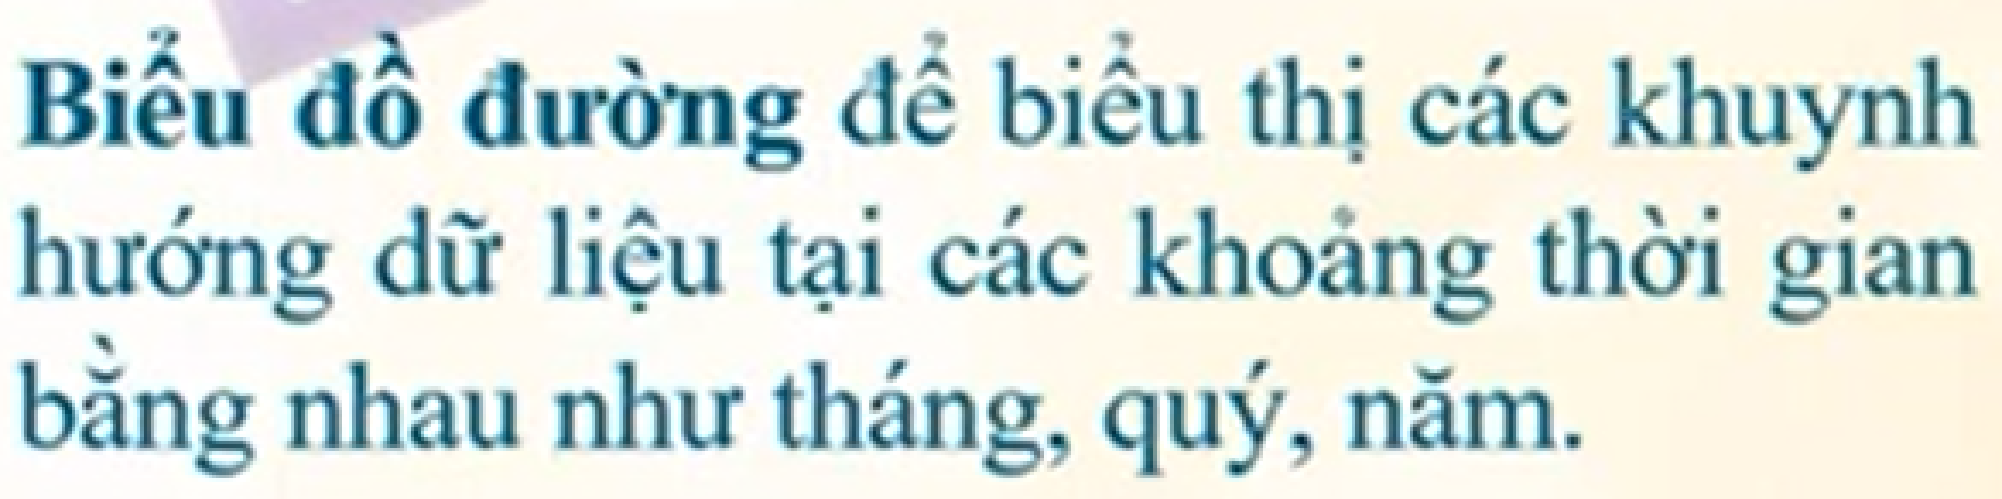 Biểu đồ đường để biểu thị các khuynh
hướng dữ liệu tại các khoảng thời gian
bằng nhau như tháng, quý, năm.